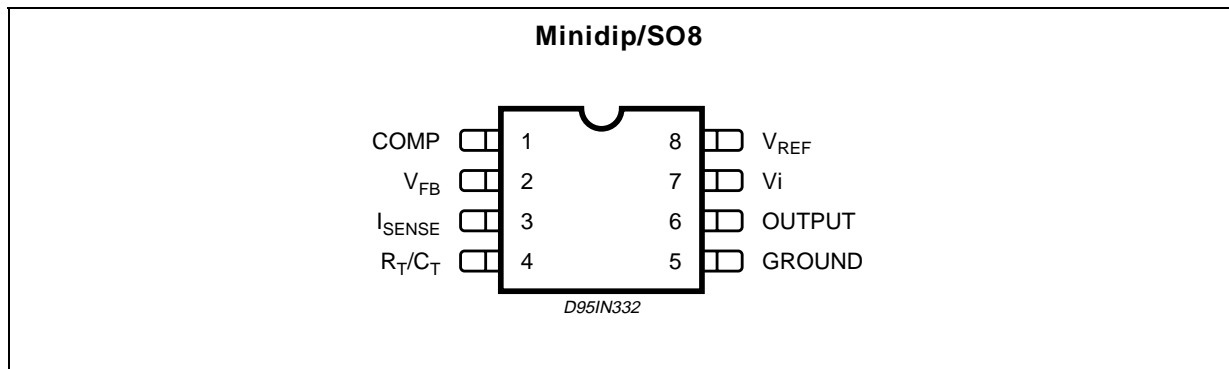 Minidip/SO8
COMP 1 8 VREF
VFB 2 7 Vi
ISENSE 3 6 OUTPUT
RT/CT 4 5 GROUND
D95IN332